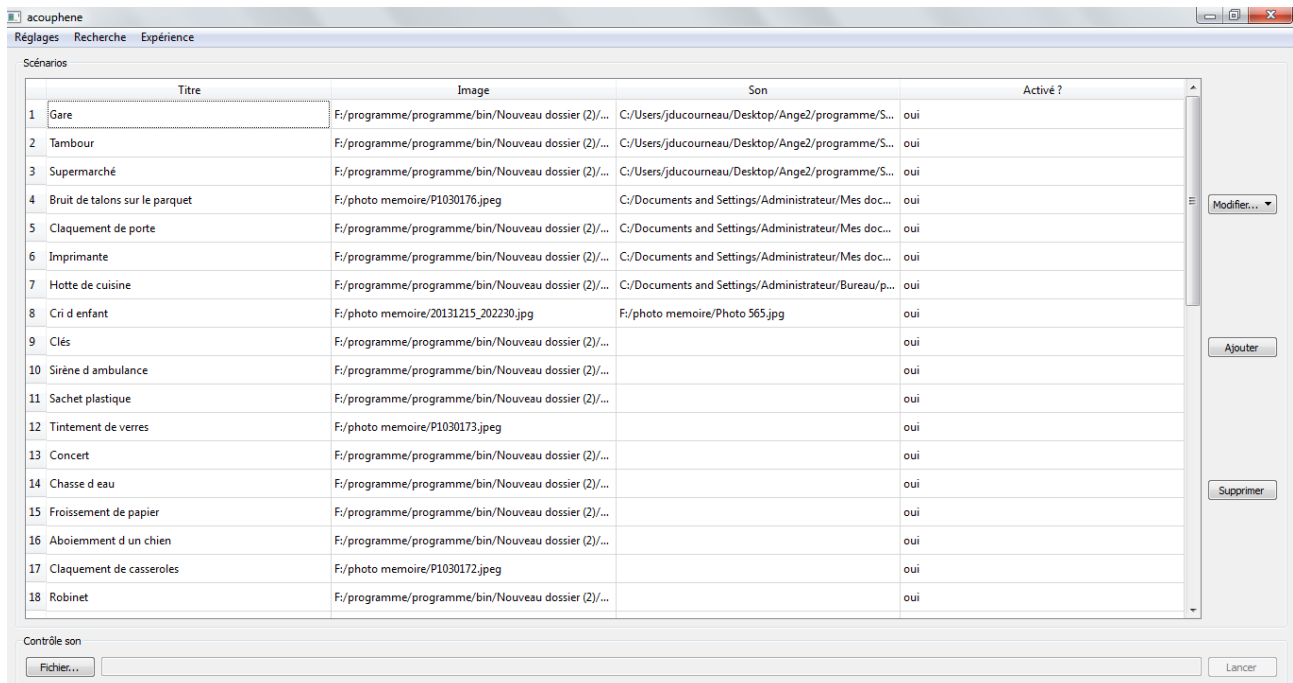 acouphene
Réglages Recherche Expérience
Scénarios
Titre Image Son Activé ?
1 Gare F:/programme/programme/bin/Nouveau dossier (2)/... C:/Users/jducourneau/Desktop/Ange2/programme/S... oui
2 Tambour F:/programme/programme/bin/Nouveau dossier (2)/... C:/Users/jducourneau/Desktop/Ange2/programme/S... oui
3 Supermarché F:/programme/programme/bin/Nouveau dossier (2)/... C:/Users/jducourneau/Desktop/Ange2/programme/S... oui
4 Bruit de talons sur le parquet F:/photo memoire/P1030176.jpeg C:/Documents and Settings/Administrateur/Mes doc... oui
Modifier...
5 Claquement de porte F:/programme/programme/bin/Nouveau dossier (2)/... C:/Documents and Settings/Administrateur/Mes doc... oui
6 Imprimante F:/programme/programme/bin/Nouveau dossier (2)/... C:/Documents and Settings/Administrateur/Mes doc... oui
7 Hotte de cuisine F:/programme/programme/bin/Nouveau dossier (2)/... C:/Documents and Settings/Administrateur/Bureau/p... oui
8 Cri d enfant F:/photo memoire/20131215_202230.jpg F:/photo memoire/Photo 565.jpg oui
9 Clés F:/programme/programme/bin/Nouveau dossier (2)/... oui
Ajouter
10 Sirène d ambulance F:/programme/programme/bin/Nouveau dossier (2)/... oui
11 Sachet plastique F:/programme/programme/bin/Nouveau dossier (2)/... oui
12 Tintement de verres F:/photo memoire/P1030173.jpeg oui
13 Concert F:/programme/programme/bin/Nouveau dossier (2)/... oui
14 Chasse d eau F:/programme/programme/bin/Nouveau dossier (2)/... oui
Supprimer
15 Froissement de papier F:/programme/programme/bin/Nouveau dossier (2)/... oui
16 Aboiemment d un chien F:/programme/programme/bin/Nouveau dossier (2)/... oui
17 Claquement de casseroles F:/photo memoire/P1030172.jpeg oui
18 Robinet F:/programme/programme/bin/Nouveau dossier (2)/... oui
Contrôle son
Fichier... Lancer